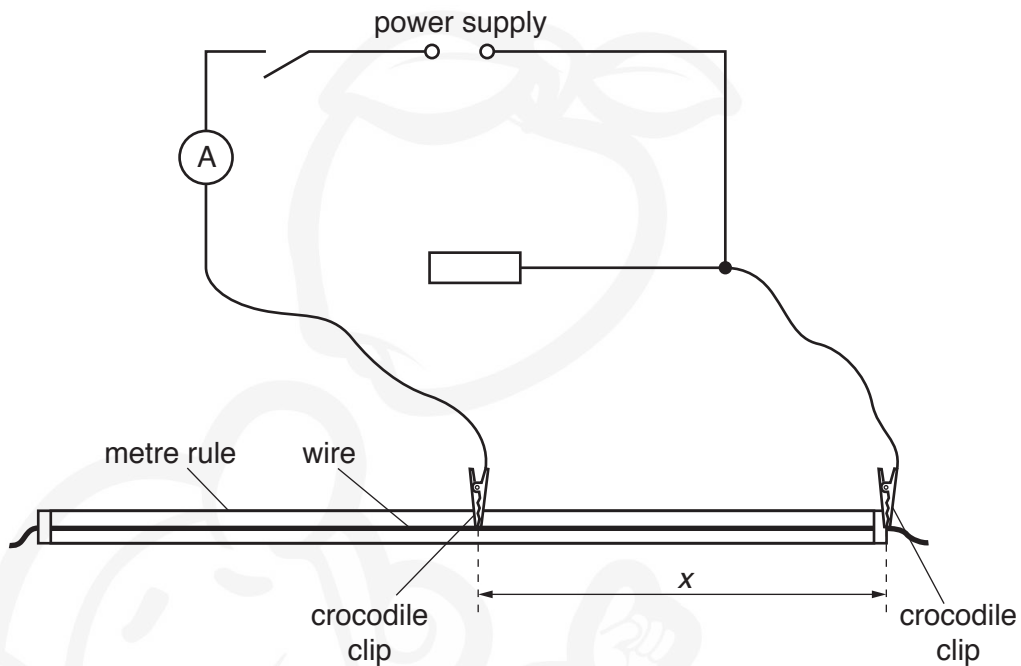 power supply
A
metre rule
wire
x
crocodile
clip
crocodile
clip